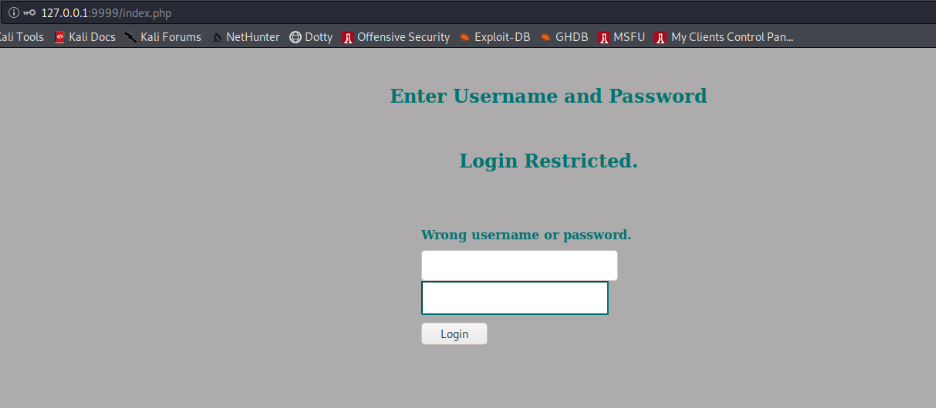 127.0.0.1:9999/index.php
ali Tools Kali Docs Kali Forums NetHunter Dotty Offensive Security Exploit-DB GHDB MSFU My Clients Control Pan...
Enter Username and Password
Login Restricted.
Wrong username or password.
Login